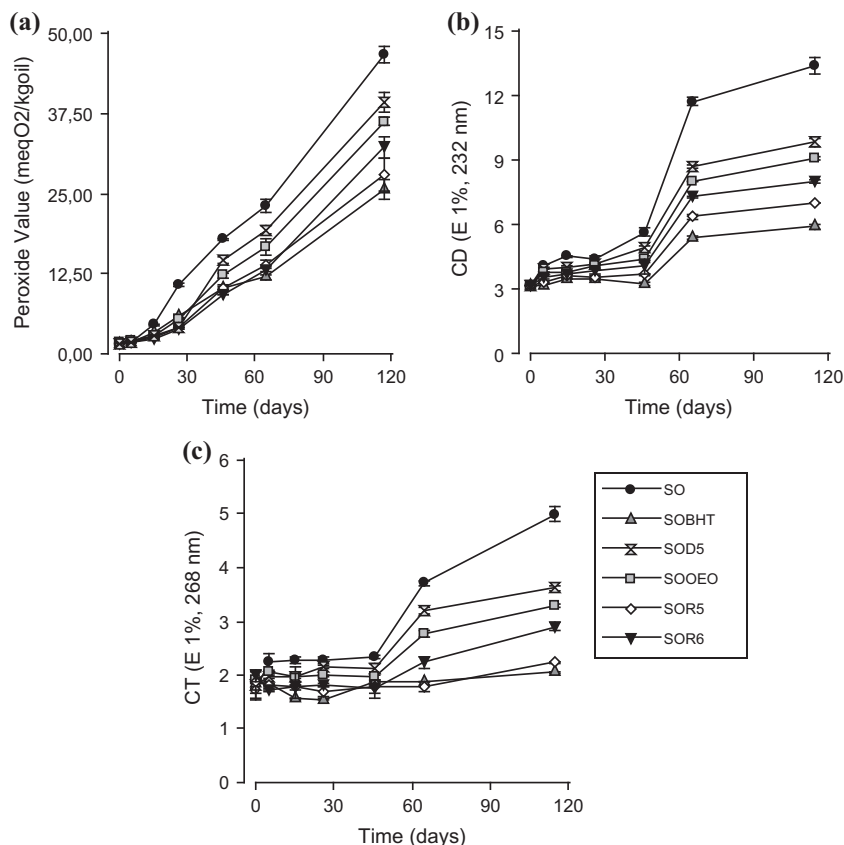 (a)
50,00
37,50
25,00
12,50
0,00
Peroxide Value (meqO2/kgoil)
0 30 60 90 120
Time (days)
(b)
15
12
9
6
3
0
CD (E 1%, 232 nm)
0 30 60 90 120
Time (days)
(c)
6
5
4
3
2
1
0
CT (E 1%, 268 nm)
0 30 60 90 120
Time (days)
SO
SOBHT
SOD5
SOOEO
SOR5
SOR6